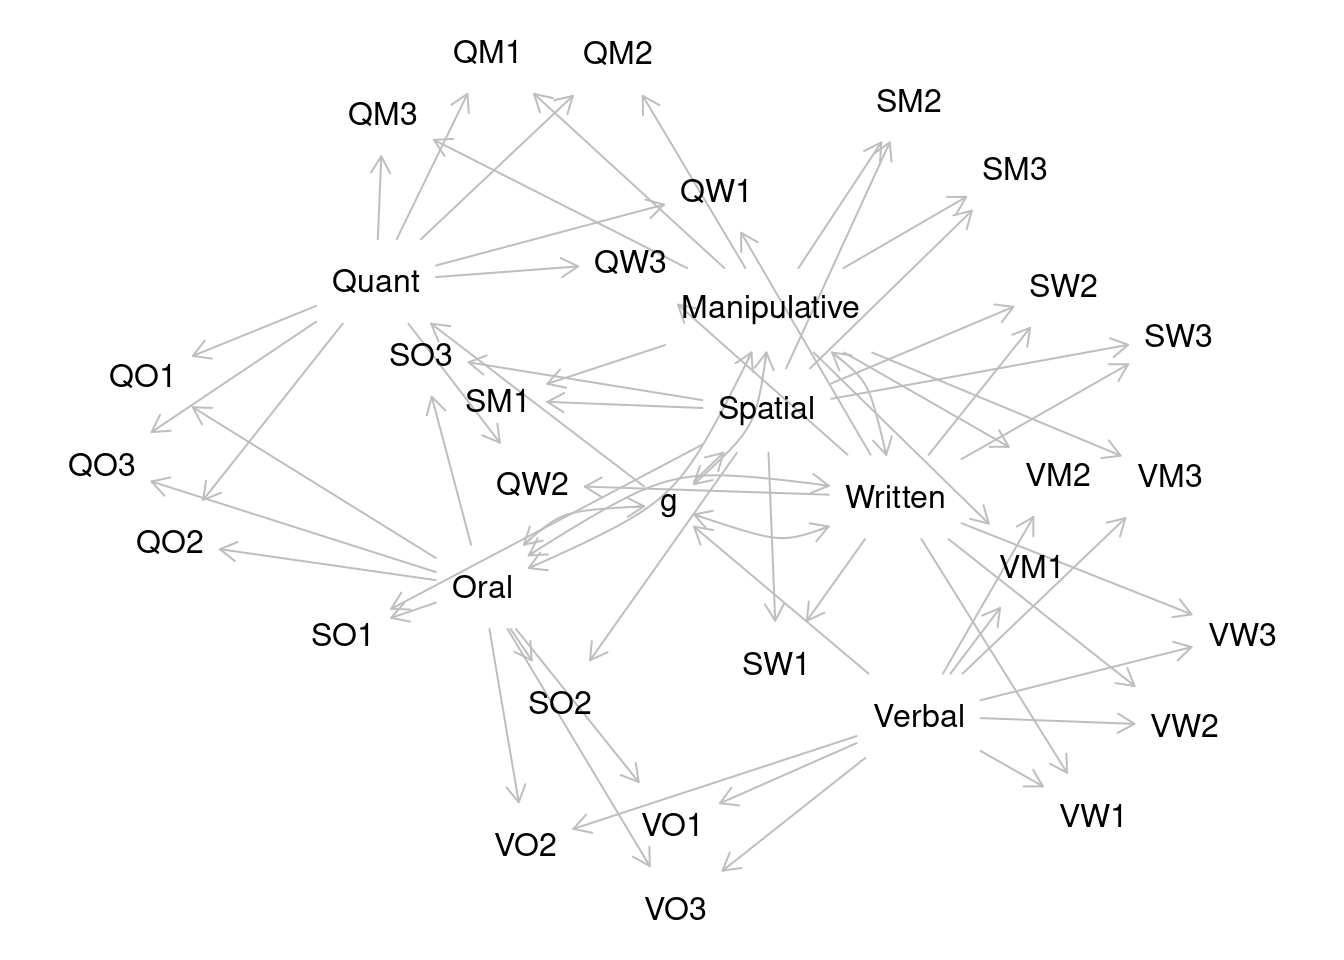 QM1
QM2
SM2
QM3
SM3
QW1
QW3
Quant
SW2
Manipulative
SW3
SO3
QO1
SM1
Spatial
QO3
VM2
VM3
QW2
Written
g
QO2
VM1
Oral
SO1
VW3
SW1
SO2
Verbal
VW2
VW1
VO1
VO2
VO3